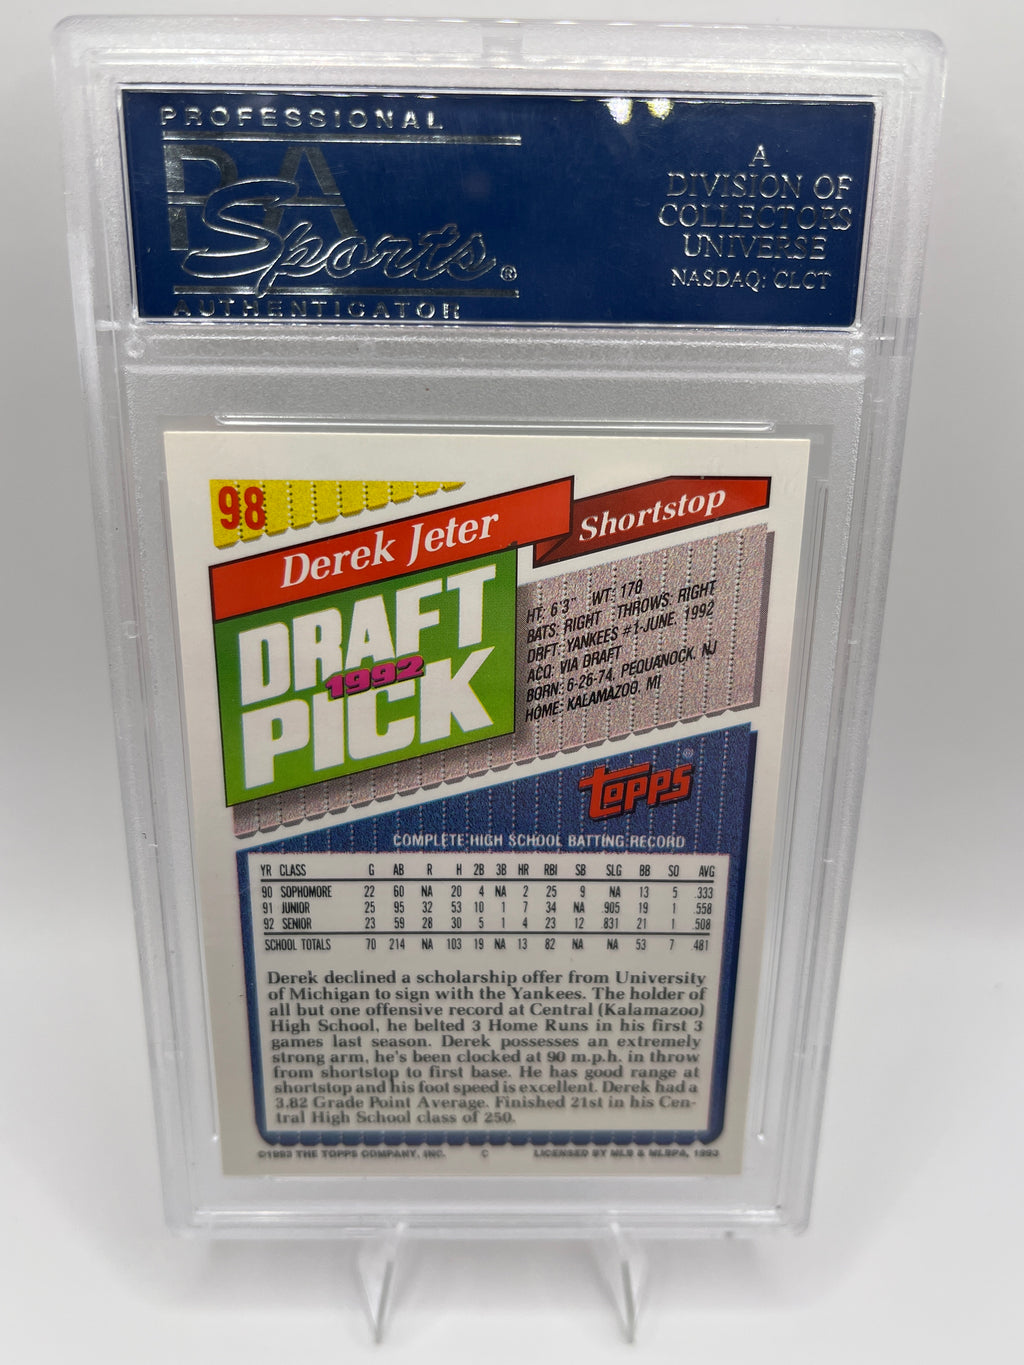 PROFESSIONAL
PSA
Sports®
AUTHENTICATOR
A
DIVISION OF
COLLECTORS
UNIVERSE
NASDAQ: CLCT
98
Derek Jeter
Shortstop
DRAFT
1992
PICK
HT: 6'3" WT: 170
BATS: RIGHT THROWS: RIGHT
DRFT: YANKEES #1-JUNE, 1992
ACQ: VIA DRAFT
BORN: 6-26-74, PEQUANOCK, NJ
HOME: KALAMAZOO, MI
TOPPS®
COMPLETE HIGH SCHOOL BATTING RECORD
YR CLASS G AB R H 2B 3B HR RBI SB SLG BB SO AVG
90 SOPHOMORE 22 60 NA 20 4 NA 2 25 9 NA 13 5 .333
91 JUNIOR 25 95 32 53 10 1 7 34 NA .905 19 1 .558
92 SENIOR 23 59 28 30 5 1 4 23 12 .831 21 1 .508
SCHOOL TOTALS 70 214 NA 103 19 NA 13 82 NA NA 53 7 .481
Derek declined a scholarship offer from University
of Michigan to sign with the Yankees. The holder of
all but one offensive record at Central (Kalamazoo)
High School, he belted 3 Home Runs in his first 3
games last season. Derek possesses an extremely
strong arm, he's been clocked at 90 m.p.h. in throw
from shortstop to first base. He has good range at
shortstop and his foot speed is excellent. Derek had a
3.82 Grade Point Average. Finished 21st in his Cen-
tral High School class of 250.
©1993 THE TOPPS COMPANY, INC. C LICENSED BY MLB & MLBPA, 1993